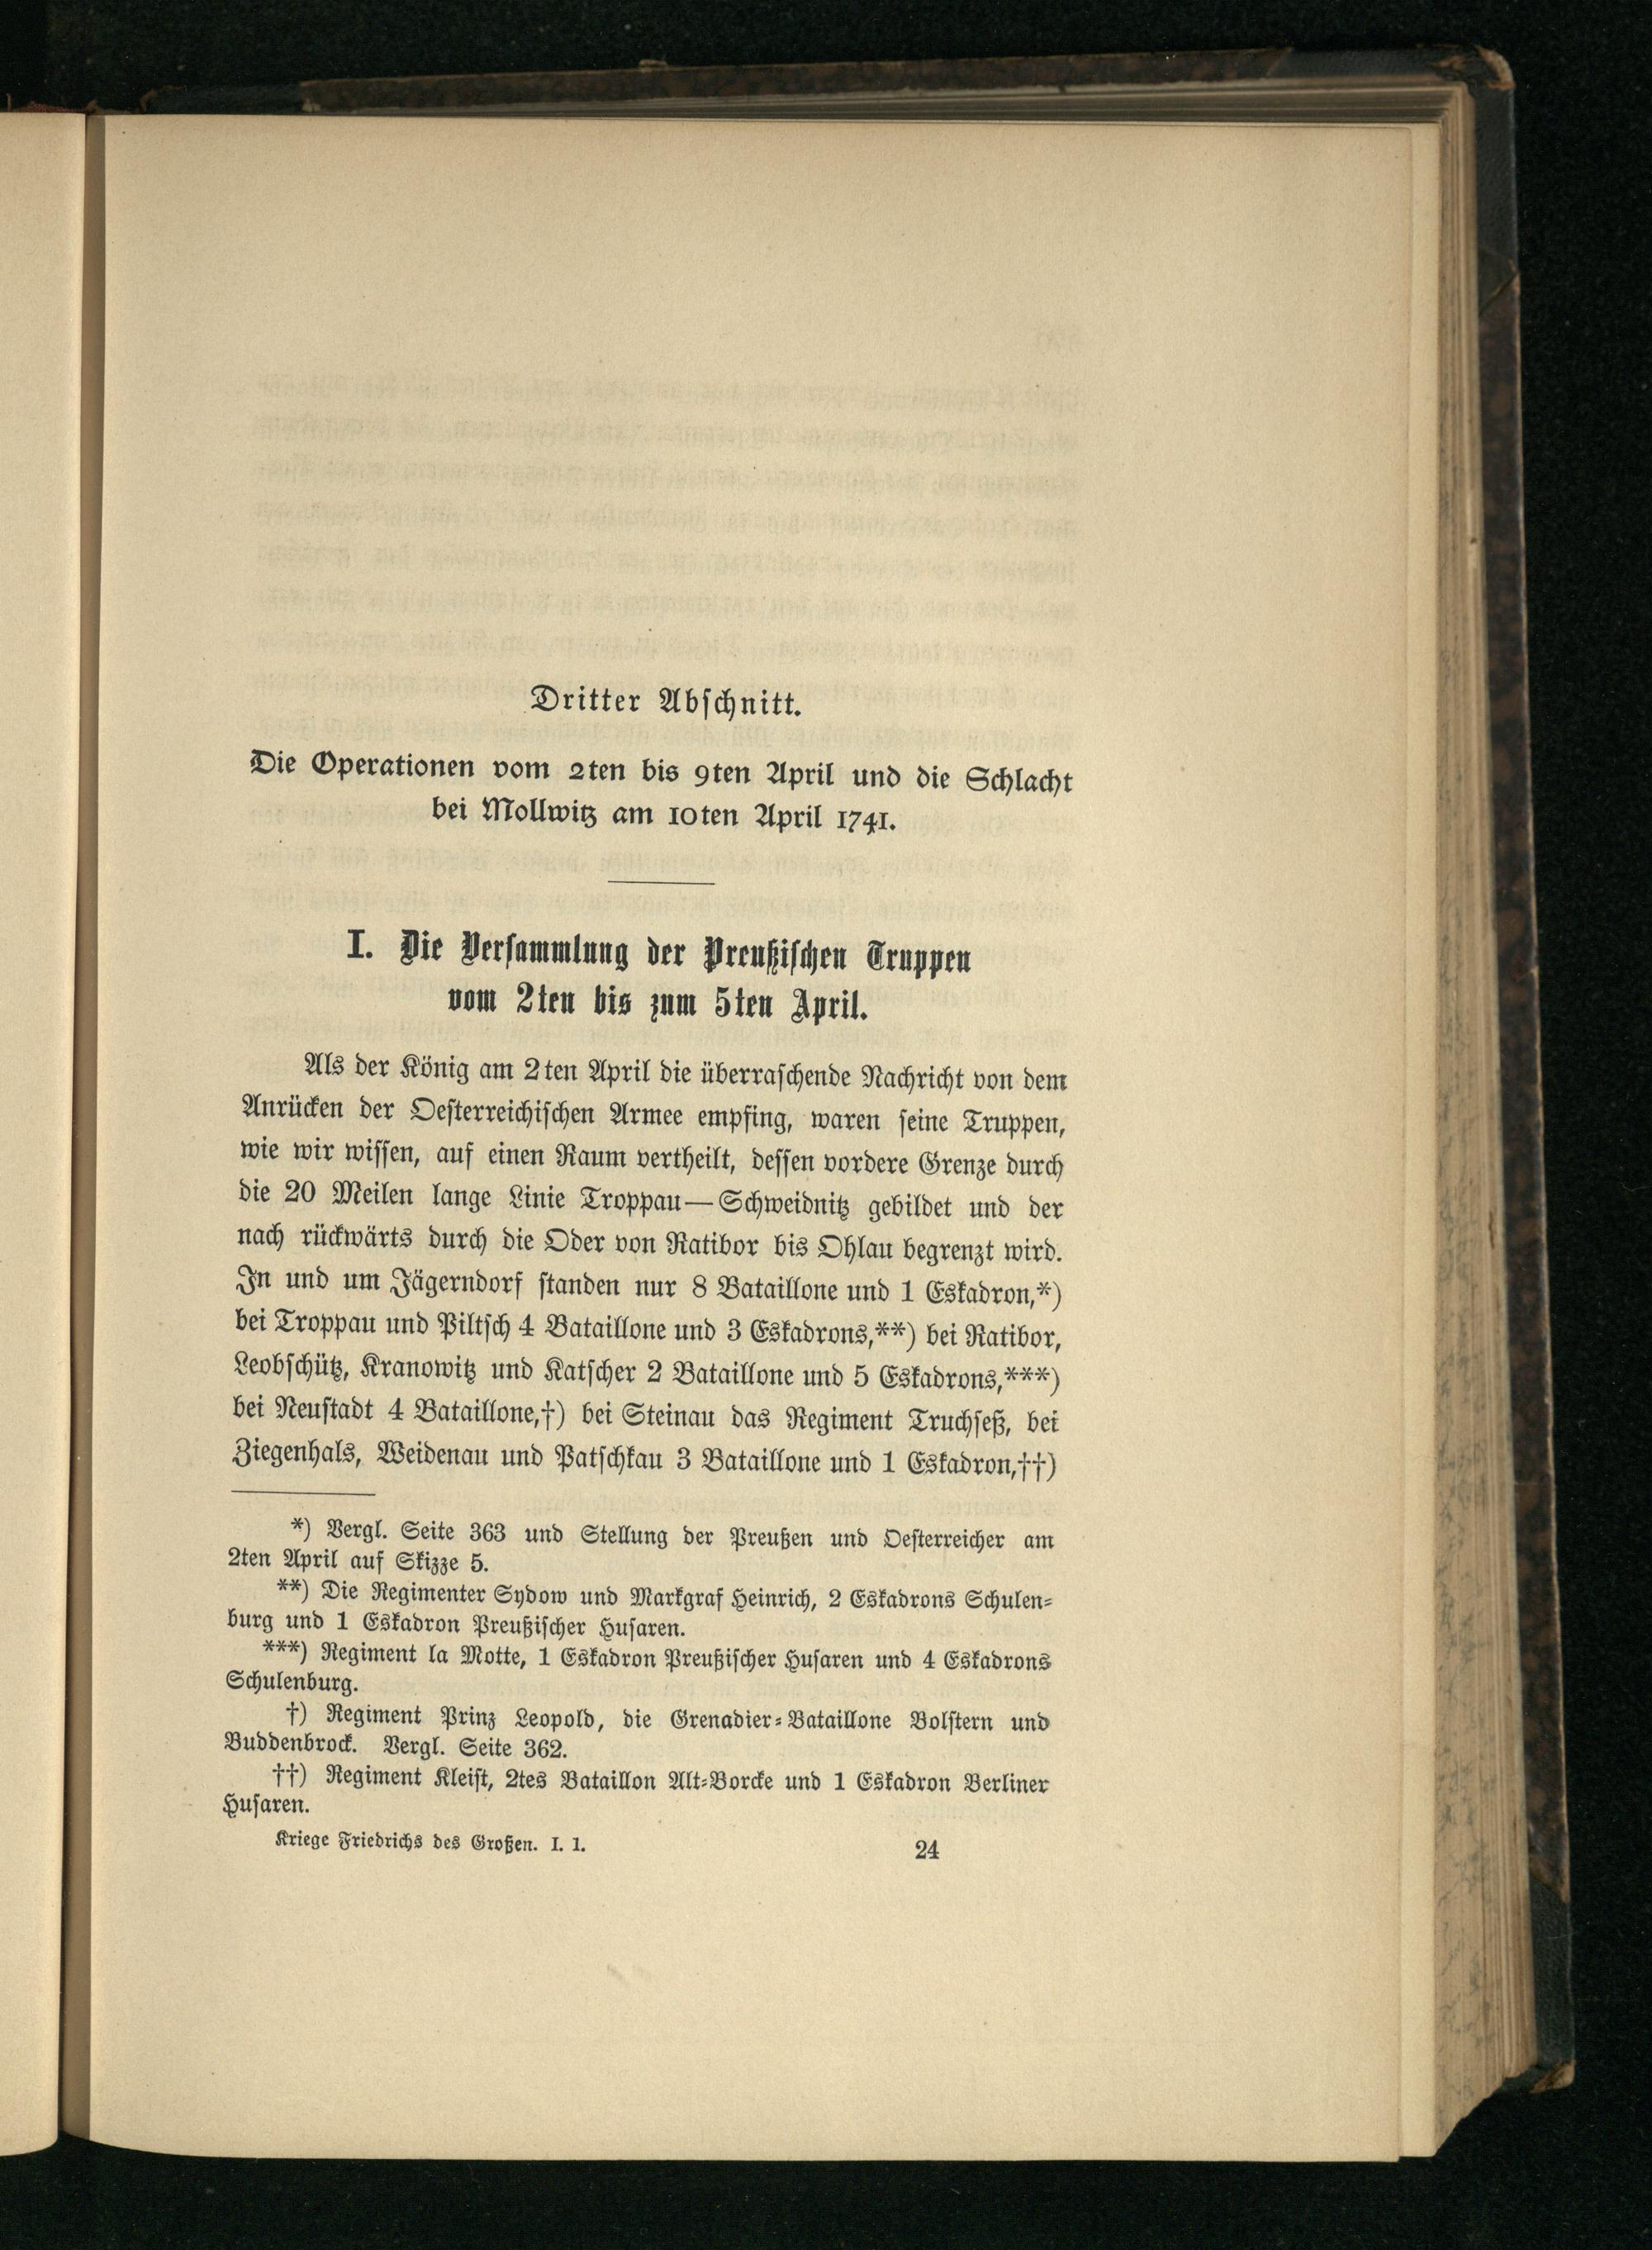 Dritter Abschnitt.
Die Operationen vom 2ten bis 9ten April und die Schlacht
bei Mollwitz am 10ten April 1741.
I. Die Versammlung der Preußischen Truppen
vom 2ten bis zum 5ten April.
Als der König am 2ten April die überraschende Nachricht von dem
Anrücken der Oesterreichischen Armee empfing, waren seine Truppen,
wie wir wissen, auf einen Raum vertheilt, dessen vordere Grenze durch
die 20 Meilen lange Linie Troppau—Schweidnitz gebildet und der
nach rückwärts durch die Oder von Ratibor bis Ohlau begrenzt wird.
In und um Jägerndorf standen nur 8 Bataillone und 1 Eskadron,*)
bei Troppau und Piltsch 4 Bataillone und 3 Eskadrons,**) bei Ratibor,
Leobschütz, Kranowitz und Katscher 2 Bataillone und 5 Eskadrons,***)
bei Neustadt 4 Bataillone,†) bei Steinau das Regiment Truchseß, bei
Ziegenhals, Weidenau und Patschkau 3 Bataillone und 1 Eskadron,††)
*) Vergl. Seite 363 und Stellung der Preußen und Oesterreicher am
2ten April auf Skizze 5.
**) Die Regimenter Sydow und Markgraf Heinrich, 2 Eskadrons Schulen-
burg und 1 Eskadron Preußischer Husaren.
***) Regiment la Motte, 1 Eskadron Preußischer Husaren und 4 Eskadrons
Schulenburg.
†) Regiment Prinz Leopold, die Grenadier-Bataillone Bolstern und
Buddenbrock. Vergl. Seite 362.
††) Regiment Kleist, 2tes Bataillon Alt-Borcke und 1 Eskadron Berliner
Husaren.
Kriege Friedrichs des Großen. I. 1. 24